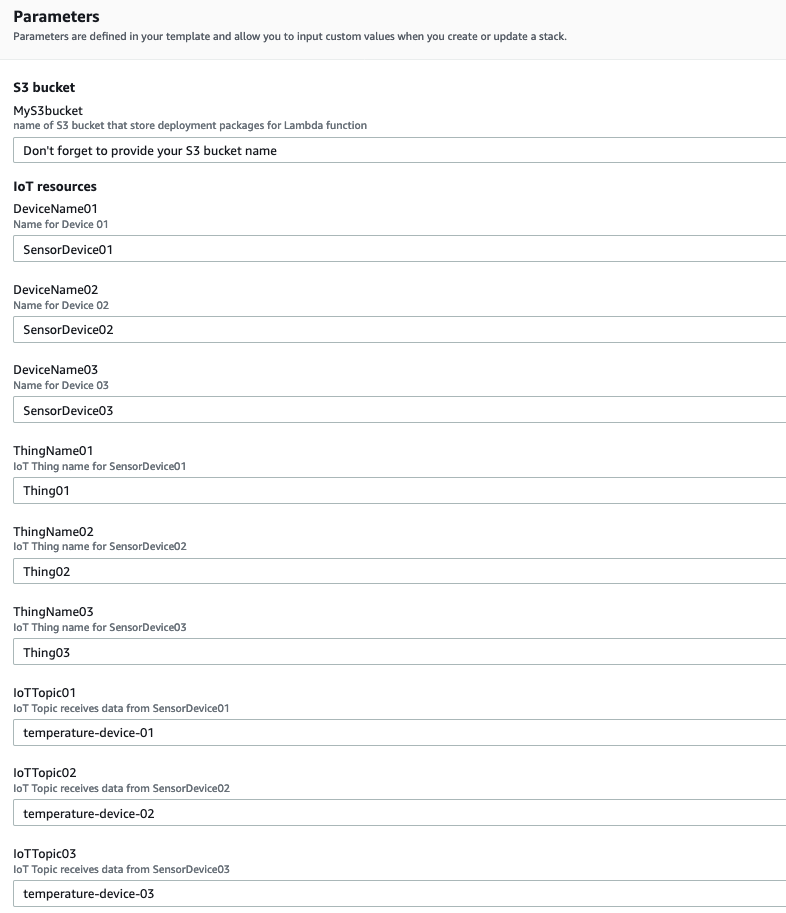 Parameters
Parameters are defined in your template and allow you to input custom values when you create or update a stack.
S3 bucket
MyS3bucket
name of S3 bucket that store deployment packages for Lambda function
Don't forget to provide your S3 bucket name
IoT resources
DeviceName01
Name for Device 01
SensorDevice01
DeviceName02
Name for Device 02
SensorDevice02
DeviceName03
Name for Device 03
SensorDevice03
ThingName01
IoT Thing name for SensorDevice01
Thing01
ThingName02
IoT Thing name for SensorDevice02
Thing02
ThingName03
IoT Thing name for SensorDevice03
Thing03
IoTTopic01
IoT Topic receives data from SensorDevice01
temperature-device-01
IoTTopic02
IoT Topic receives data from SensorDevice02
temperature-device-02
IoTTopic03
IoT Topic receives data from SensorDevice03
temperature-device-03